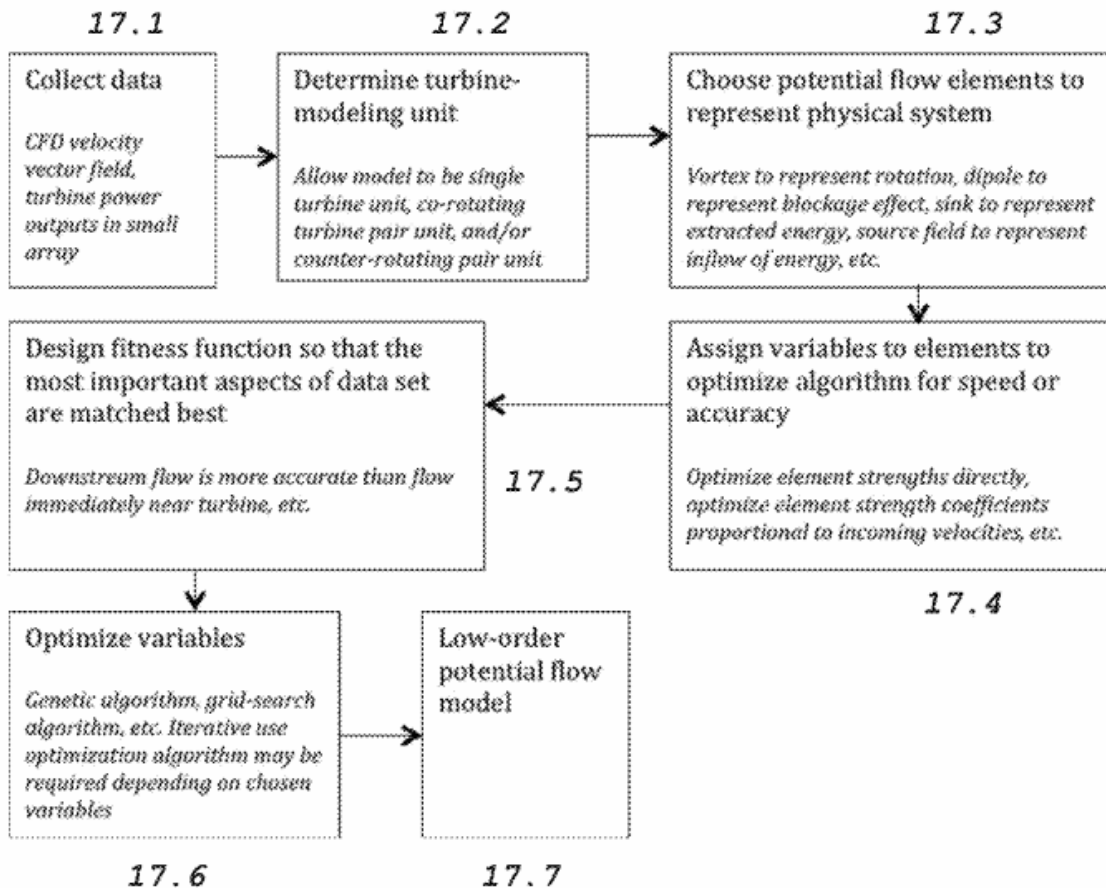 17.1
Collect data
CFD velocity
vector field,
turbine power
outputs in small
array
17.2
Determine turbine-
modeling unit
Allow model to be single
turbine unit, co-rotating
turbine pair unit, and/or
counter-rotating pair unit
17.3
Choose potential flow elements to
represent physical system
Vortex to represent rotation, dipole to
represent blockage effect, sink to represent
extracted energy, source field to represent
inflow of energy, etc.
Assign variables to elements to
optimize algorithm for speed or
accuracy
Optimize element strengths directly,
optimize element strength coefficients
proportional to incoming velocities, etc.
17.4
Design fitness function so that the
most important aspects of data set
are matched best
Downstream flow is more accurate than flow
immediately near turbine, etc.
17.5
Optimize variables
Genetic algorithm, grid-search
algorithm, etc. Iterative use
optimization algorithm may be
required depending on chosen
variables
17.6
Low-order
potential flow
model
17.7